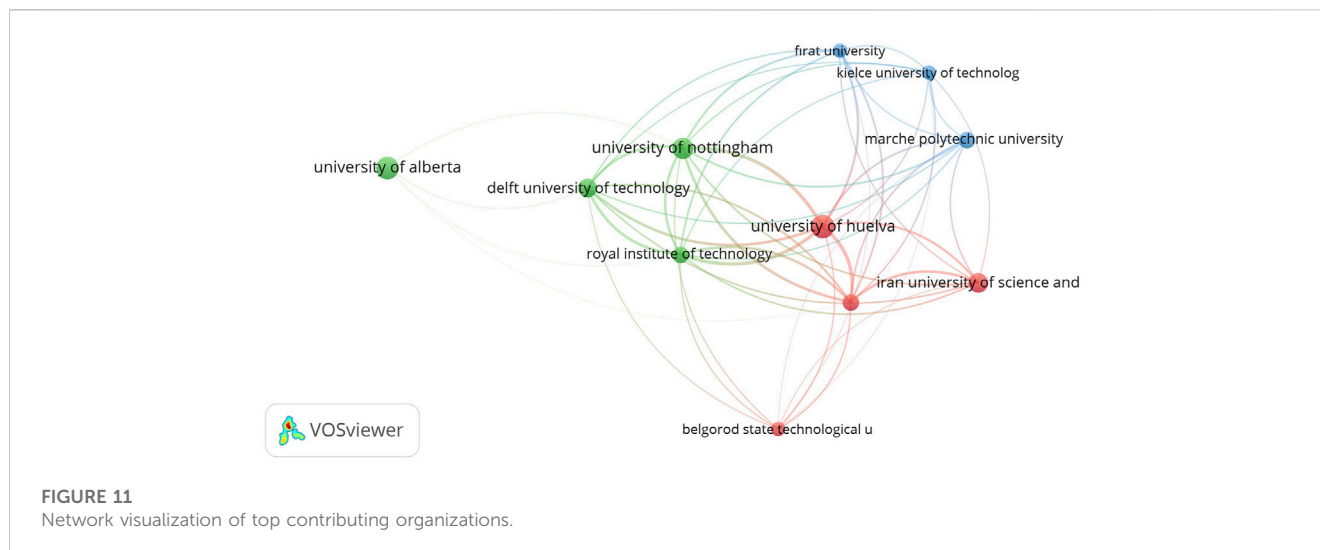 fırat university
kielce university of technolog
marche polytechnic university
university of nottingham
university of alberta
delft university of technology
university of huelva
royal institute of technology
iran university of science and
belgorod state technological u
VOSviewer
FIGURE 11
Network visualization of top contributing organizations.